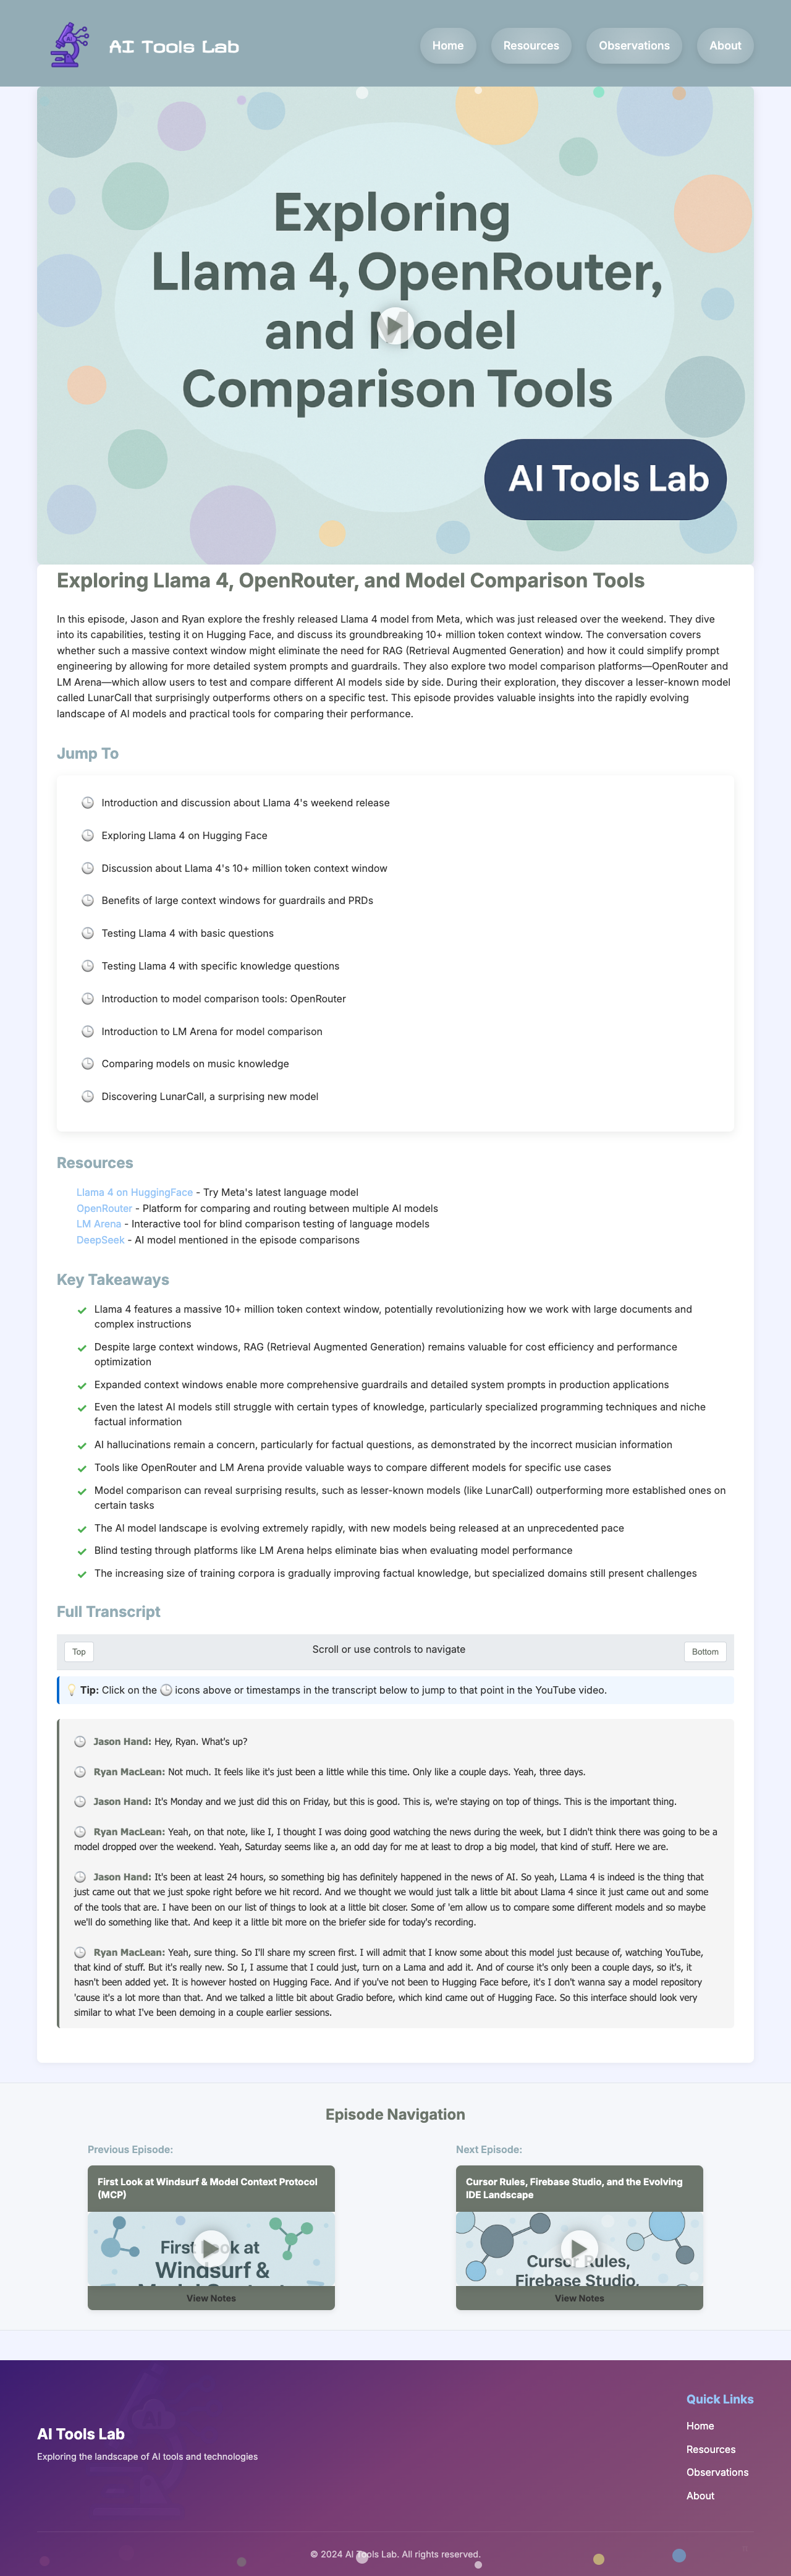 AI Tools Lab
Home
Resources
Observations
About
Exploring
Llama 4, OpenRouter,
and Model
Comparison Tools
AI Tools Lab
Exploring Llama 4, OpenRouter, and Model Comparison Tools
In this episode, Jason and Ryan explore the freshly released Llama 4 model from Meta, which was just released over the weekend. They dive
into its capabilities, testing it on Hugging Face, and discuss its groundbreaking 10+ million token context window. The conversation covers
whether such a massive context window might eliminate the need for RAG (Retrieval Augmented Generation) and how it could simplify prompt
engineering by allowing for more detailed system prompts and guardrails. They also explore two model comparison platforms—OpenRouter and
LM Arena—which allow users to test and compare different AI models side by side. During their exploration, they discover a lesser-known model
called LunarCall that surprisingly outperforms others on a specific test. This episode provides valuable insights into the rapidly evolving
landscape of AI models and practical tools for comparing their performance.
Jump To
Introduction and discussion about Llama 4's weekend release
Exploring Llama 4 on Hugging Face
Discussion about Llama 4's 10+ million token context window
Benefits of large context windows for guardrails and PRDs
Testing Llama 4 with basic questions
Testing Llama 4 with specific knowledge questions
Introduction to model comparison tools: OpenRouter
Introduction to LM Arena for model comparison
Comparing models on music knowledge
Discovering LunarCall, a surprising new model
Resources
Llama 4 on HuggingFace - Try Meta's latest language model
OpenRouter - Platform for comparing and routing between multiple AI models
LM Arena - Interactive tool for blind comparison testing of language models
DeepSeek - AI model mentioned in the episode comparisons
Key Takeaways
Llama 4 features a massive 10+ million token context window, potentially revolutionizing how we work with large documents and
complex instructions
Despite large context windows, RAG (Retrieval Augmented Generation) remains valuable for cost efficiency and performance
optimization
Expanded context windows enable more comprehensive guardrails and detailed system prompts in production applications
Even the latest AI models still struggle with certain types of knowledge, particularly specialized programming techniques and niche
factual information
AI hallucinations remain a concern, particularly for factual questions, as demonstrated by the incorrect musician information
Tools like OpenRouter and LM Arena provide valuable ways to compare different models for specific use cases
Model comparison can reveal surprising results, such as lesser-known models (like LunarCall) outperforming more established ones on
certain tasks
The AI model landscape is evolving extremely rapidly, with new models being released at an unprecedented pace
Blind testing through platforms like LM Arena helps eliminate bias when evaluating model performance
The increasing size of training corpora is gradually improving factual knowledge, but specialized domains still present challenges
Full Transcript
Top
Scroll or use controls to navigate
Bottom
Tip: Click on the icons above or timestamps in the transcript below to jump to that point in the YouTube video.
Jason Hand: Hey, Ryan. What's up?
Ryan MacLean: Not much. It feels like it's just been a little while this time. Only like a couple days. Yeah, three days.
Jason Hand: It's Monday and we just did this on Friday, but this is good. This is, we're staying on top of things. This is the important thing.
Ryan MacLean: Yeah, on that note, like I, I thought I was doing good watching the news during the week, but I didn't think there was going to be a
model dropped over the weekend. Yeah, Saturday seems like a, an odd day for me at least to drop a big model, that kind of stuff. Here we are.
Jason Hand: It's been at least 24 hours, so something big has definitely happened in the news of AI. So yeah, LLama 4 is indeed is the thing that
just came out that we just spoke right before we hit record. And we thought we would just talk a little bit about Llama 4 since it just came out and some
of the tools that are. I have been on our list of things to look at a little bit closer. Some of 'em allow us to compare some different models and so maybe
we'll do something like that. And keep it a little bit more on the briefer side for today's recording.
Ryan MacLean: Yeah, sure thing. So I'll share my screen first. I will admit that I know some about this model just because of, watching YouTube,
that kind of stuff. But it's really new. So I, I assume that I could just, turn on a Lama and add it. And of course it's only been a couple days, so it's, it
hasn't been added yet. It is however hosted on Hugging Face. And if you've not been to Hugging Face before, it's I don't wanna say a model repository
'cause it's a lot more than that. And we talked a little bit about Gradio before, which kind came out of Hugging Face. So this interface should look very
similar to what I've been demoing in a couple earlier sessions.
Episode Navigation
Previous Episode:
First Look at Windsurf & Model Context Protocol
(MCP)
First Look at
Windsurf &
Model Context
View Notes
Next Episode:
Cursor Rules, Firebase Studio, and the Evolving
IDE Landscape
Cursor Rules,
Firebase Studio,
View Notes
AI Tools Lab
Exploring the landscape of AI tools and technologies
Quick Links
Home
Resources
Observations
About
© 2024 AI Tools Lab. All rights reserved.